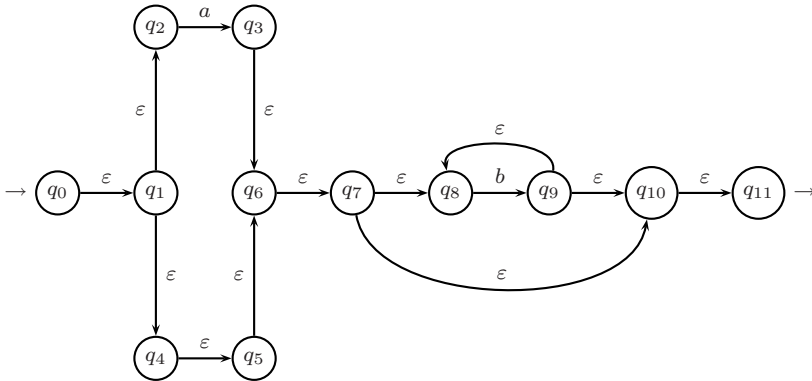 q2 a q3
ε ε
ε
→ q0 ε q1 q6 ε q7 ε q8 b q9 ε q10 ε q11 →
ε ε ε
q4 ε q5